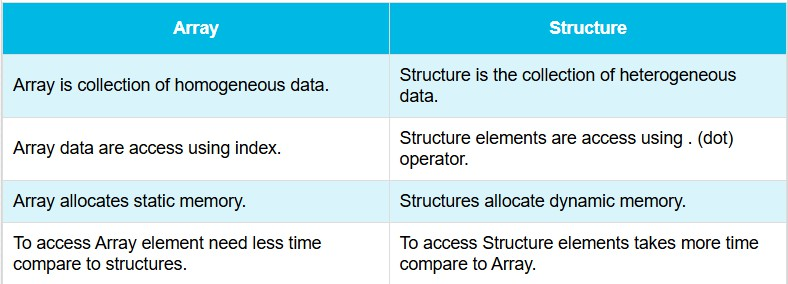 Array
Structure
Array is collection of homogeneous data.
Structure is the collection of heterogeneous
data.
Array data are access using index.
Structure elements are access using . (dot)
operator.
Array allocates static memory.
Structures allocate dynamic memory.
To access Array element need less time
compare to structures.
To access Structure elements takes more time
compare to Array.